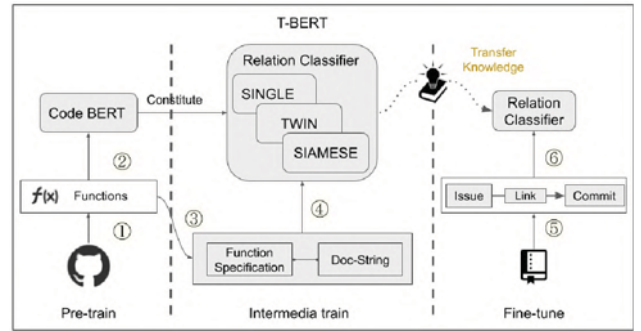 T-BERT
Relation Classifier
SINGLE
TWIN
SIAMESE
Code BERT
Constitute
Transfer
Knowledge
Relation
Classifier
②
⑥
f(x) Functions
Issue Link Commit
①
③
④
⑤
Function
Specification
Doc-String
Pre-train
Intermedia train
Fine-tune